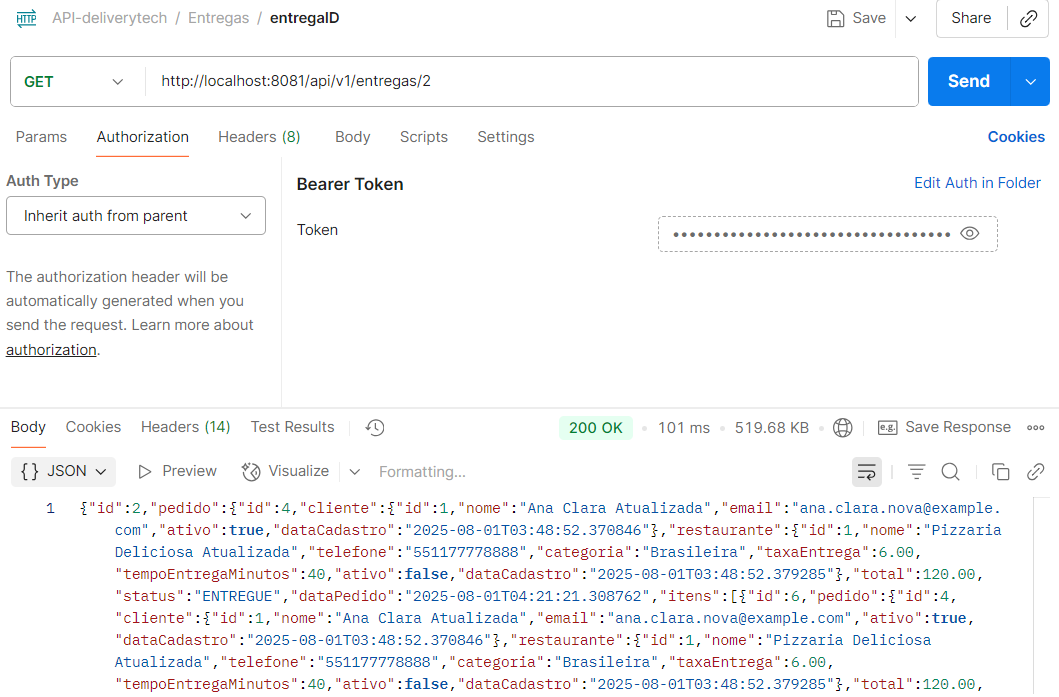 HTTP API-deliverytech / Entregas / entregaID Save Share
GET http://localhost:8081/api/v1/entregas/2 Send
Params Authorization Headers (8) Body Scripts Settings Cookies
Auth Type
Inherit auth from parent
The authorization header will be
automatically generated when you
send the request. Learn more about
authorization.
Bearer Token Edit Auth in Folder
Token
Body Cookies Headers (14) Test Results 200 OK 101 ms 519.68 KB e.g. Save Response
{} JSON Preview Visualize Formatting...
1 {"id":2,"pedido":{"id":4,"cliente":{"id":1,"nome":"Ana Clara Atualizada","email":"ana.clara.nova@example.
com","ativo":true,"dataCadastro":"2025-08-01T03:48:52.370846"},"restaurante":{"id":1,"nome":"Pizzaria
Deliciosa Atualizada","telefone":"551177778888","categoria":"Brasileira","taxaEntrega":6.00,
"tempoEntregaMinutos":40,"ativo":false,"dataCadastro":"2025-08-01T03:48:52.379285"},"total":120.00,
"status":"ENTREGUE","dataPedido":"2025-08-01T04:21:21.308762","itens":[{"id":6,"pedido":{"id":4,
"cliente":{"id":1,"nome":"Ana Clara Atualizada","email":"ana.clara.nova@example.com","ativo":true,
"dataCadastro":"2025-08-01T03:48:52.370846"},"restaurante":{"id":1,"nome":"Pizzaria Deliciosa
Atualizada","telefone":"551177778888","categoria":"Brasileira","taxaEntrega":6.00,
"tempoEntregaMinutos":40,"ativo":false,"dataCadastro":"2025-08-01T03:48:52.379285"},"total":120.00,